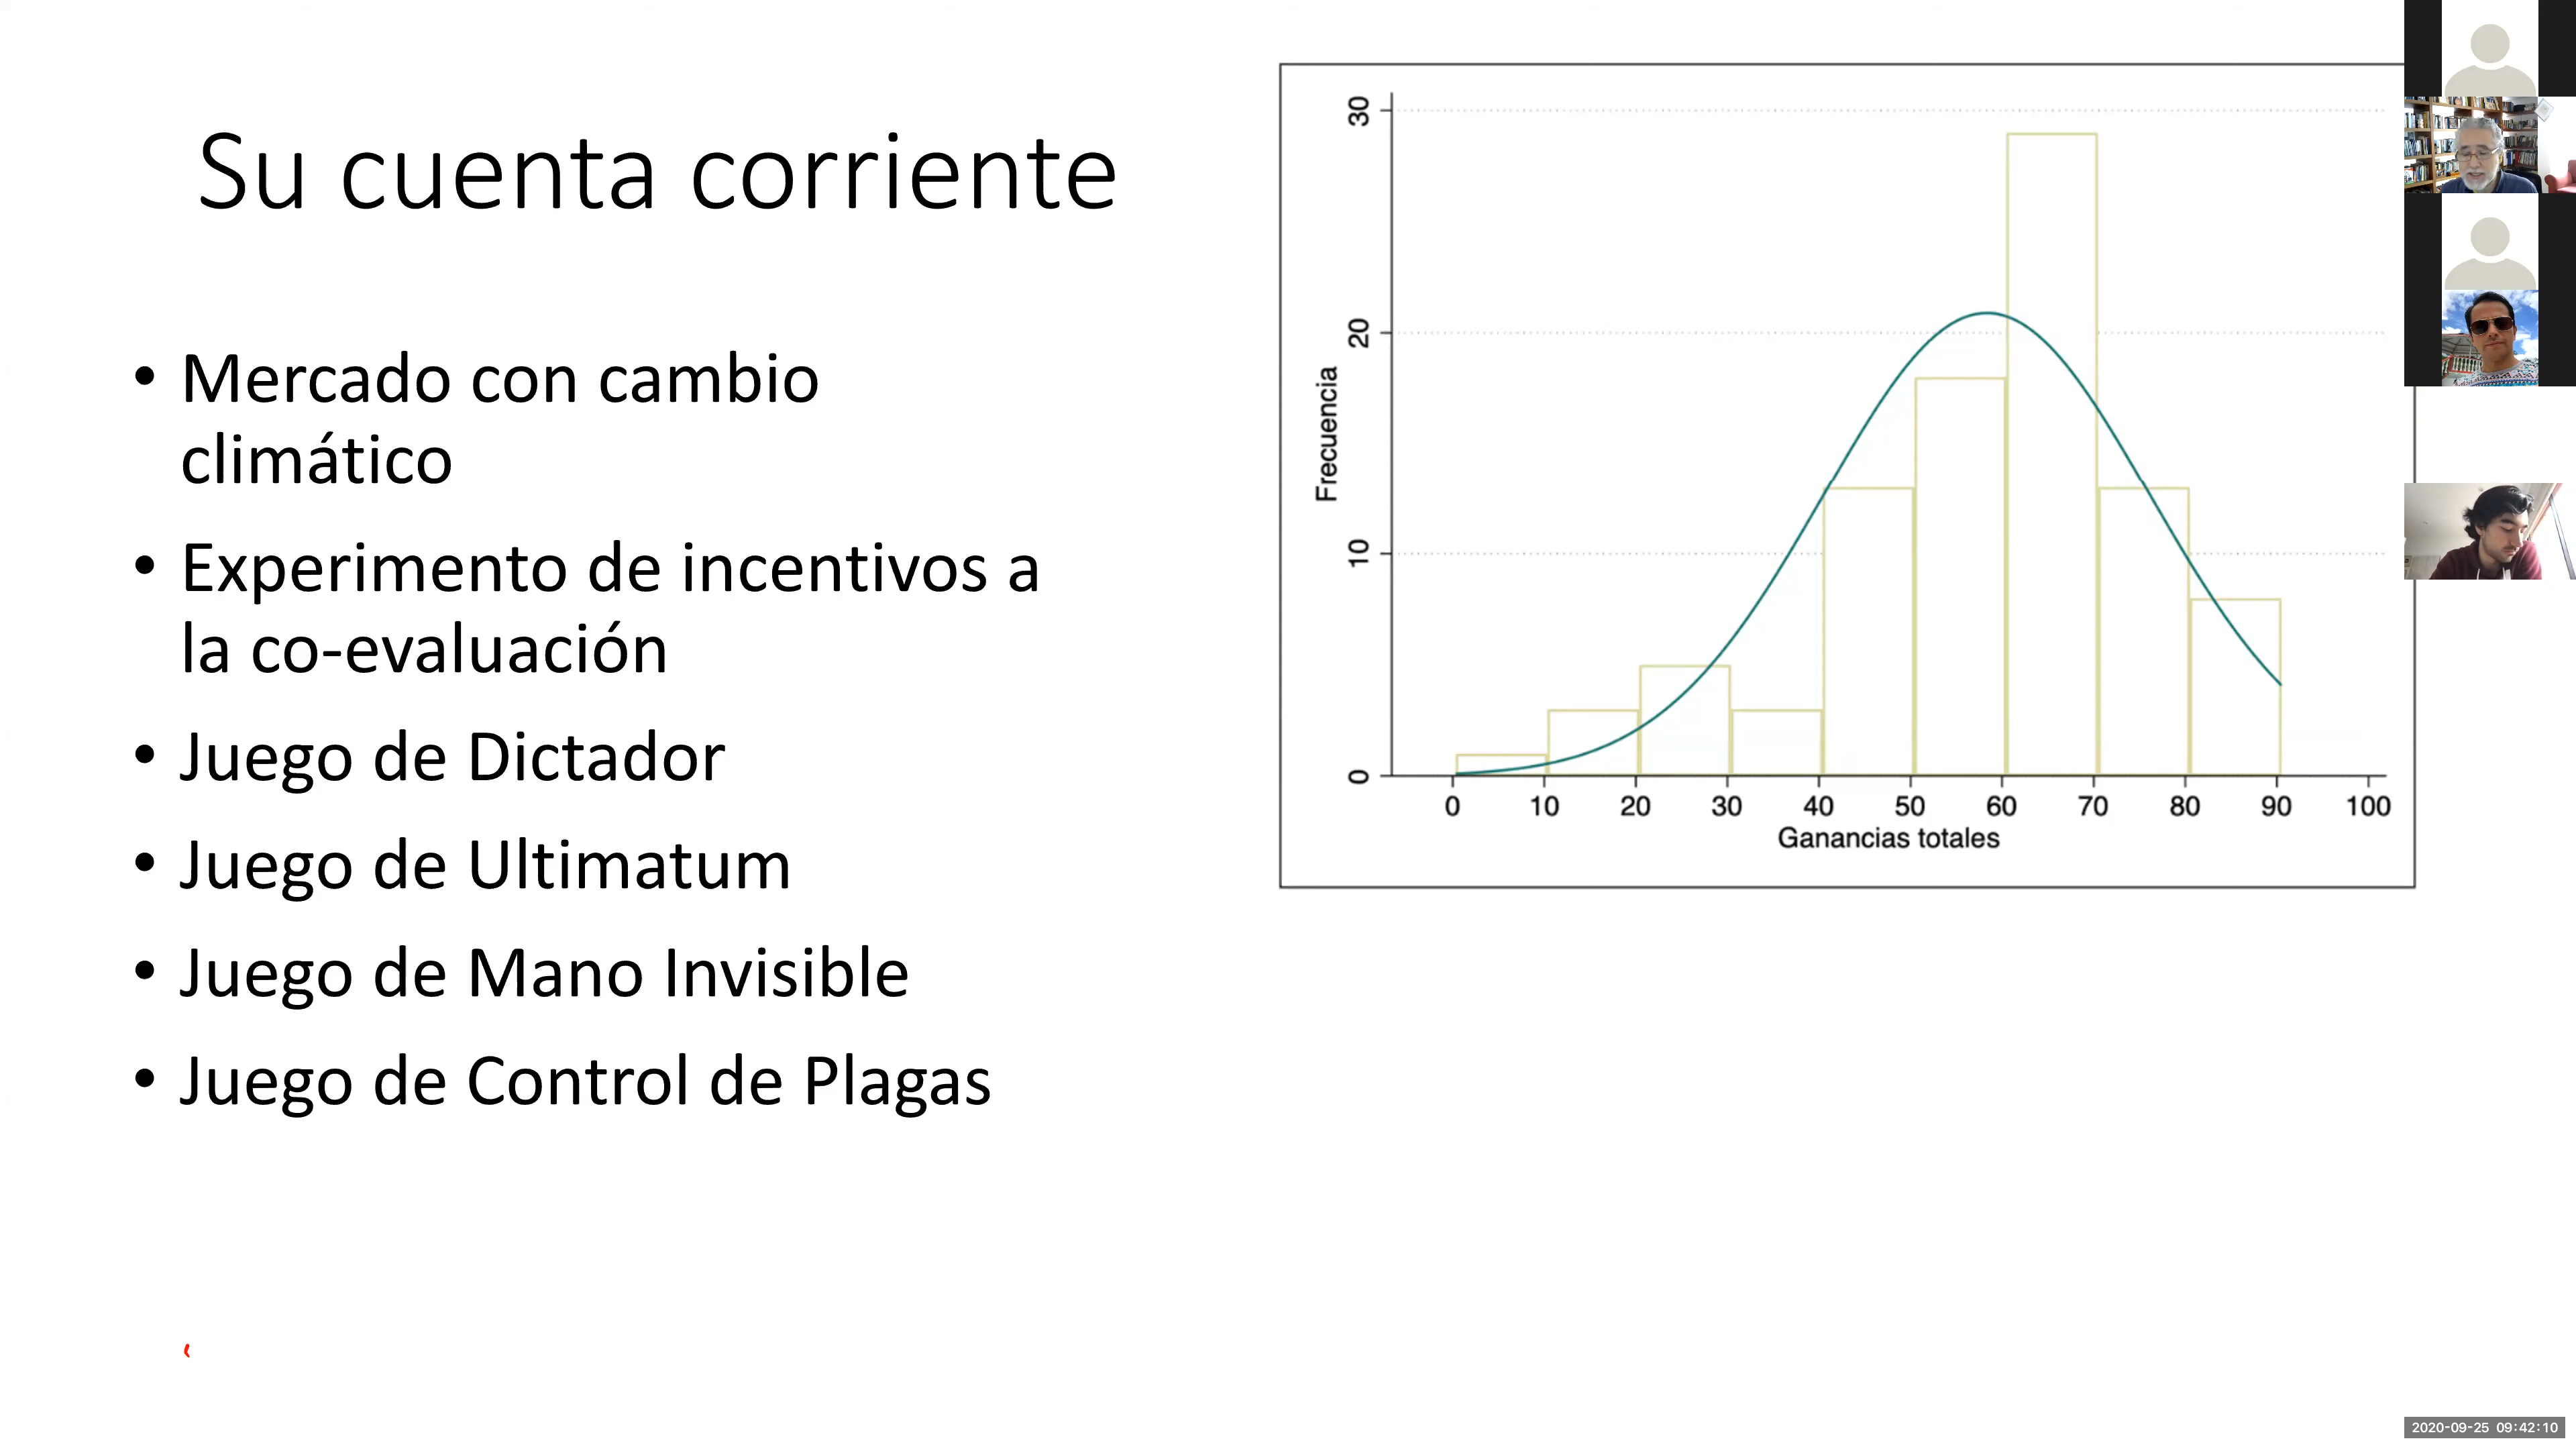 Su cuenta corriente
• Mercado con cambio
climático
• Experimento de incentivos a
la co-evaluación
• Juego de Dictador
• Juego de Ultimatum
• Juego de Mano Invisible
• Juego de Control de Plagas
Frecuencia
30
20
10
0
0 10 20 30 40 50 60 70 80 90 100
Ganancias totales
2020-09-25 09:42:10